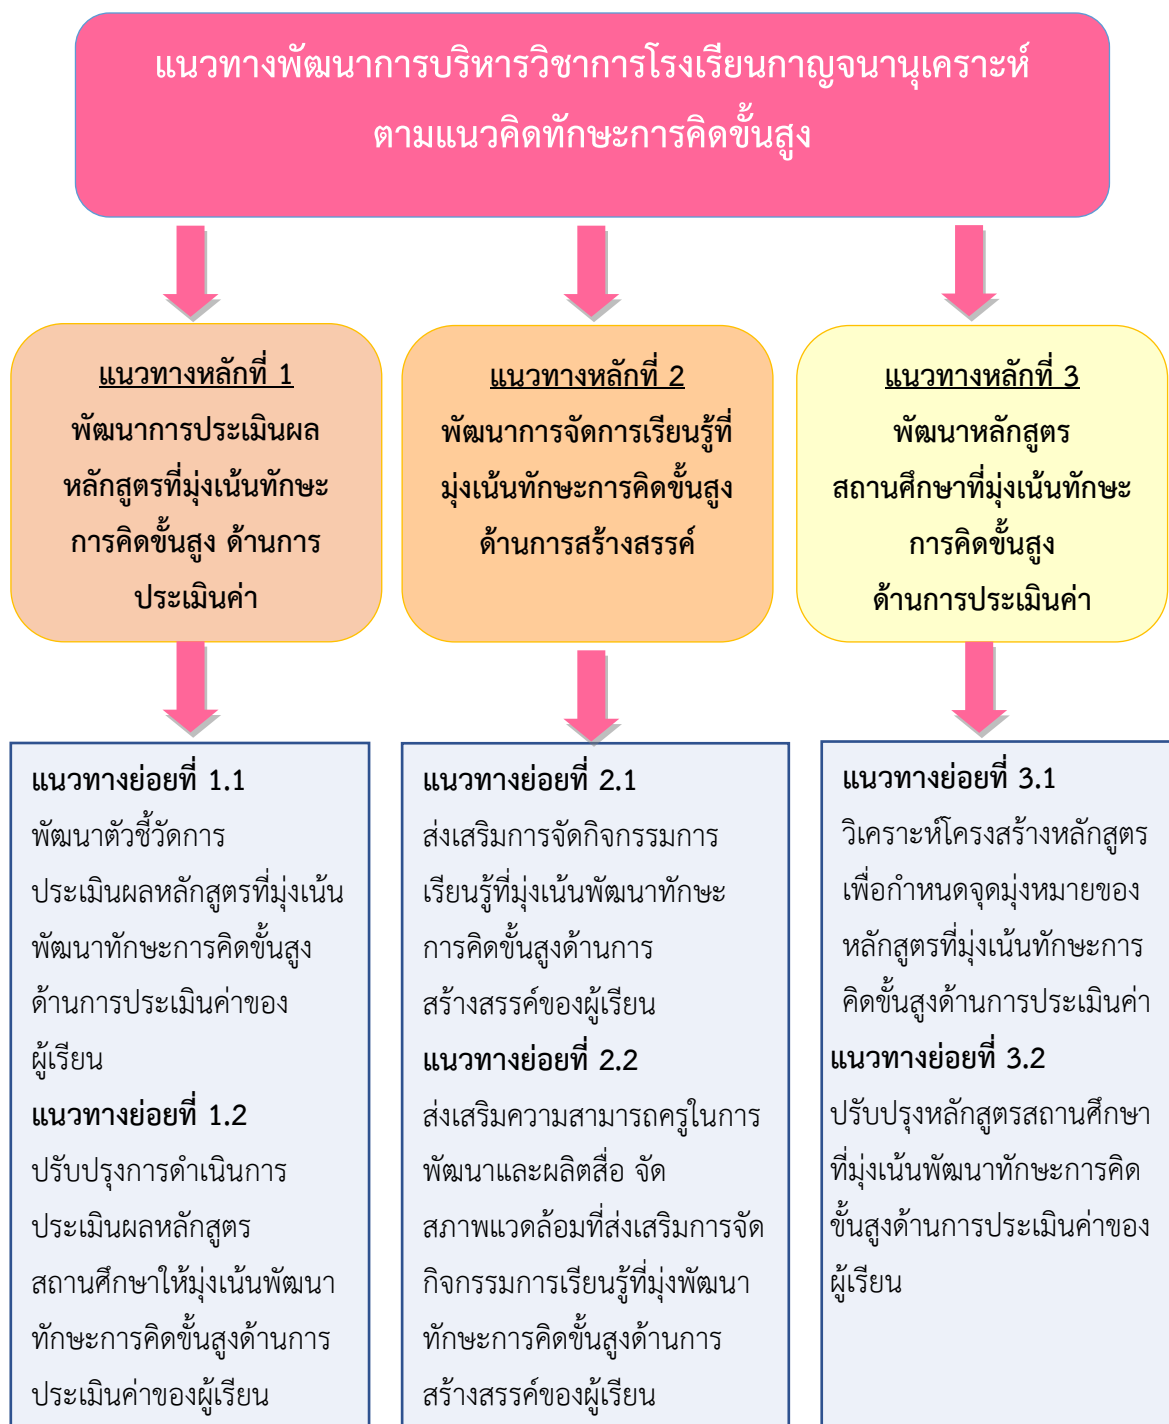 แนวทางพัฒนาการบริหารวิชาการโรงเรียนกาญจนานุเคราะห์
ตามแนวคิดทักษะการคิดขั้นสูง
แนวทางหลักที่ 1
พัฒนาการประเมินผล
หลักสูตรที่มุ่งเน้นทักษะ
การคิดขั้นสูง ด้านการ
ประเมินค่า
แนวทางหลักที่ 2
พัฒนาการจัดการเรียนรู้ที่
มุ่งเน้นทักษะการคิดขั้นสูง
ด้านการสร้างสรรค์
แนวทางหลักที่ 3
พัฒนาหลักสูตร
สถานศึกษาที่มุ่งเน้นทักษะ
การคิดขั้นสูง
ด้านการประเมินค่า
แนวทางย่อยที่ 1.1
พัฒนาตัวชี้วัดการ
ประเมินผลหลักสูตรที่มุ่งเน้น
พัฒนาทักษะการคิดขั้นสูง
ด้านการประเมินค่าของ
ผู้เรียน
แนวทางย่อยที่ 1.2
ปรับปรุงการดำเนินการ
ประเมินผลหลักสูตร
สถานศึกษาให้มุ่งเน้นพัฒนา
ทักษะการคิดขั้นสูงด้านการ
ประเมินค่าของผู้เรียน
แนวทางย่อยที่ 2.1
ส่งเสริมการจัดกิจกรรมการ
เรียนรู้ที่มุ่งเน้นพัฒนาทักษะ
การคิดขั้นสูงด้านการ
สร้างสรรค์ของผู้เรียน
แนวทางย่อยที่ 2.2
ส่งเสริมความสามารถครูในการ
พัฒนาและผลิตสื่อ จัด
สภาพแวดล้อมที่ส่งเสริมการจัด
กิจกรรมการเรียนรู้ที่มุ่งพัฒนา
ทักษะการคิดขั้นสูงด้านการ
สร้างสรรค์ของผู้เรียน
แนวทางย่อยที่ 3.1
วิเคราะห์โครงสร้างหลักสูตร
เพื่อกำหนดจุดมุ่งหมายของ
หลักสูตรที่มุ่งเน้นทักษะการ
คิดขั้นสูงด้านการประเมินค่า
แนวทางย่อยที่ 3.2
ปรับปรุงหลักสูตรสถานศึกษา
ที่มุ่งเน้นพัฒนาทักษะการคิด
ขั้นสูงด้านการประเมินค่าของ
ผู้เรียน